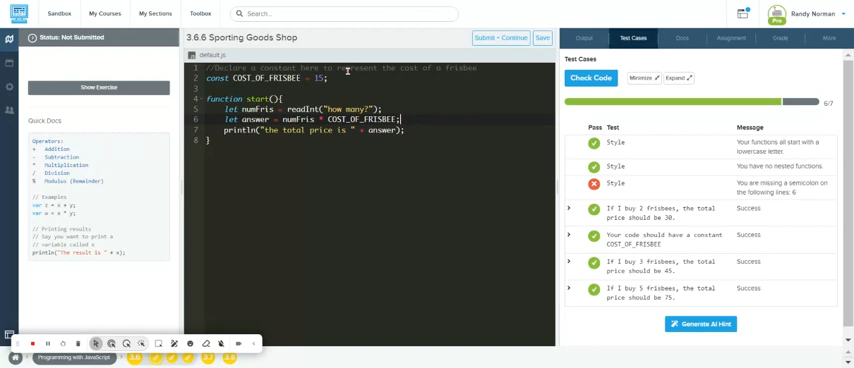 Sandbox My Courses My Sections Toolbox Search... Randy Norman
Pro
Status: Not Submitted
Show Exercise
Quick Docs
Operators:
+ Addition
- Subtraction
* Multiplication
/ Division
% Modulus (Remainder)
// Examples
var z = x + y;
var w = x * y;
// Printing results
// Say you want to print a
// variable called x
println("The result is " + x);
3.6.6 Sporting Goods Shop
Submit + Continue Save
default.js
1 //Declare a constant here to represent the cost of a frisbee
2 const COST_OF_FRISBEE = 15;
3
4 function start(){
5 let numFris = readInt("how many?");
6 let answer = numFris * COST_OF_FRISBEE;
7 println("the total price is " + answer);
8 }
Output Test Cases Docs Assignment Grade More
Test Cases
Check Code Minimize Expand
6/7
Pass Test Message
Style Your functions all start with a
lowercase letter.
Style You have no nested functions.
Style You are missing a semicolon on
the following lines: 6
If I buy 2 frisbees, the total Success
price should be 30.
Your code should have a constant Success
COST_OF_FRISBEE
If I buy 3 frisbees, the total Success
price should be 45.
If I buy 5 frisbees, the total Success
price should be 75.
Generate AI Hint
Programming with JavaScript 3.6 3.7 3.8